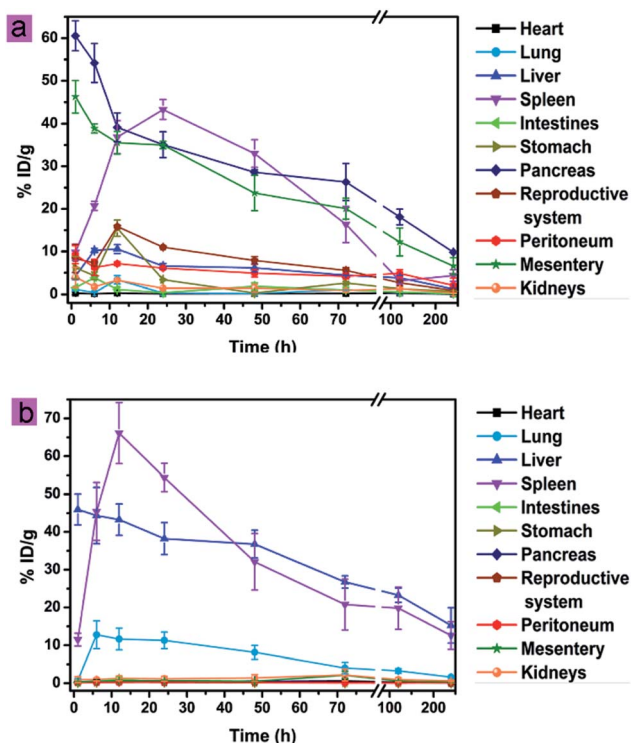 a
60
50
40
30
20
10
0
% ID/g
0 10 20 30 40 50 60 70 100 200
Time (h)
Heart
Lung
Liver
Spleen
Intestines
Stomach
Pancreas
Reproductive
system
Peritoneum
Mesentery
Kidneys
b
70
60
50
40
30
20
10
0
% ID/g
0 10 20 30 40 50 60 70 100 200
Time (h)
Heart
Lung
Liver
Spleen
Intestines
Stomach
Pancreas
Reproductive
system
Peritoneum
Mesentery
Kidneys